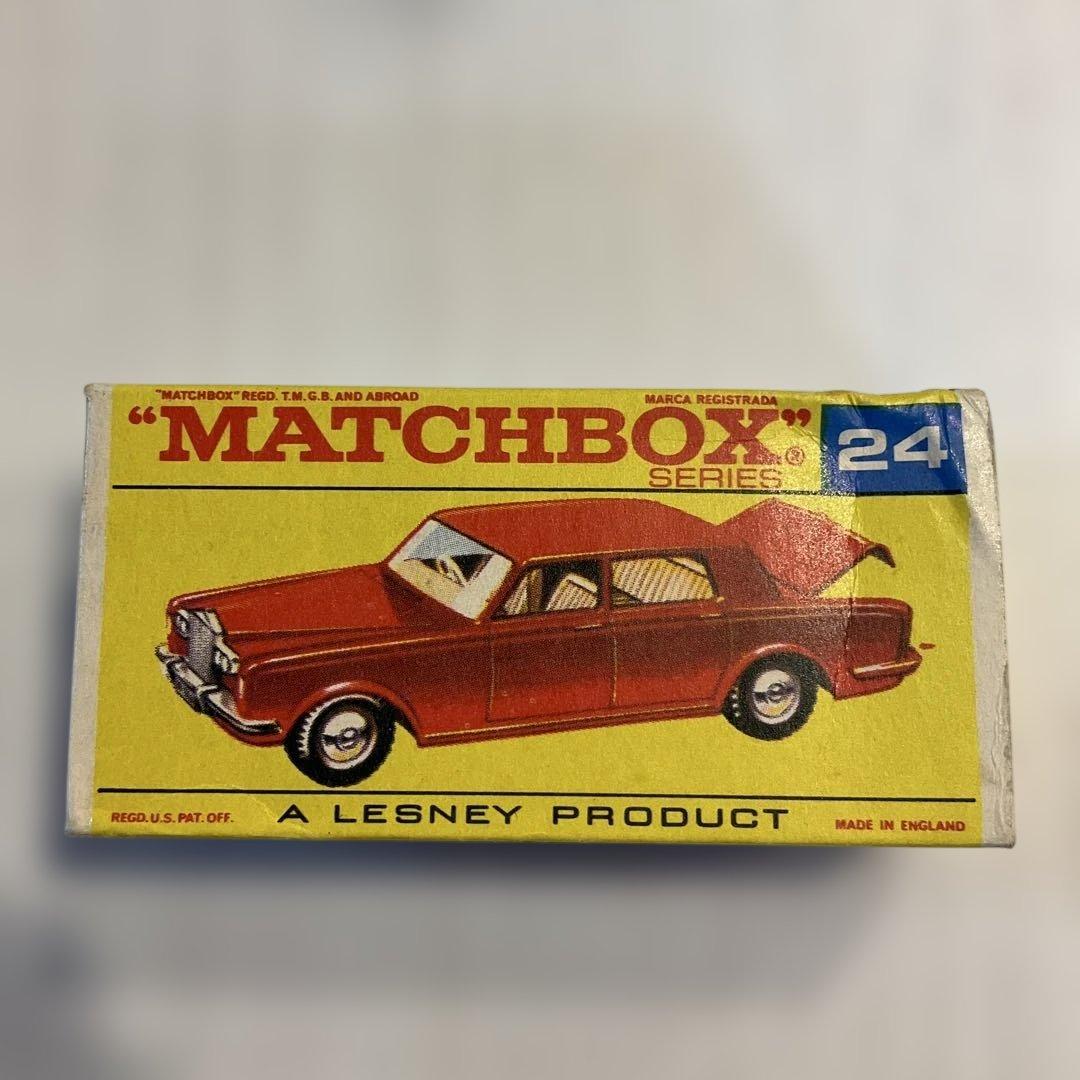 "MATCHBOX" REGD. T.M. G.B. AND ABROAD MARCA REGISTRADA
"MATCHBOX"®
SERIES
24
A LESNEY PRODUCT
REGD. U.S. PAT. OFF. MADE IN ENGLAND